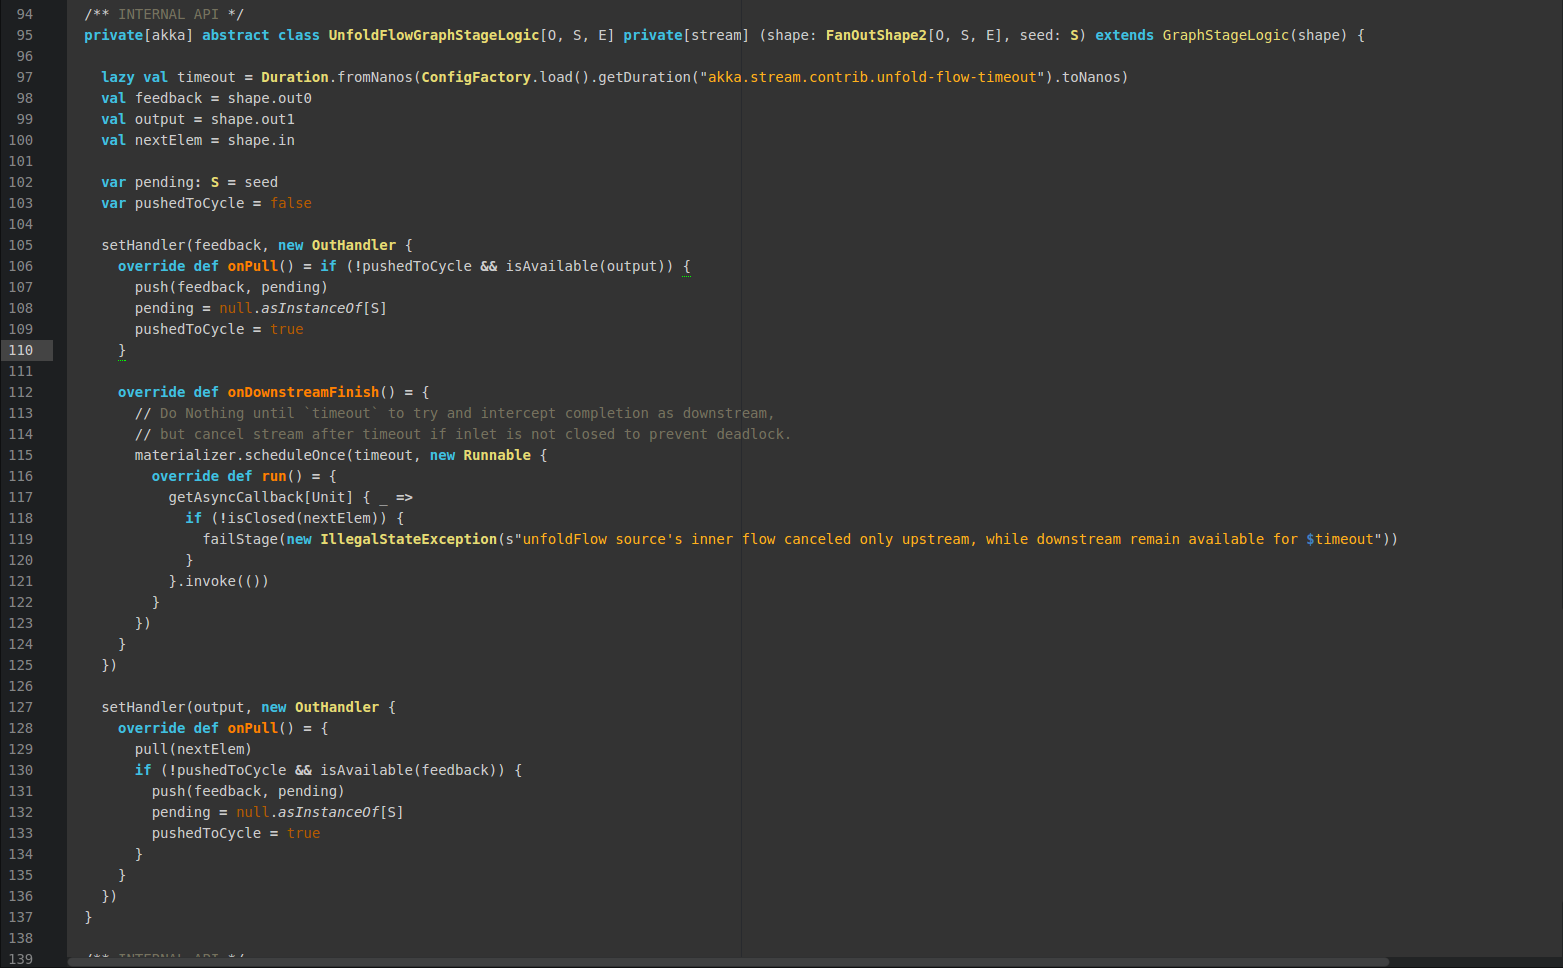 94 /** INTERNAL API */
95 private[akka] abstract class UnfoldFlowGraphStageLogic[O, S, E] private[stream] (shape: FanOutShape2[O, S, E], seed: S) extends GraphStageLogic(shape) {
96
97 lazy val timeout = Duration.fromNanos(ConfigFactory.load().getDuration("akka.stream.contrib.unfold-flow-timeout").toNanos)
98 val feedback = shape.out0
99 val output = shape.out1
100 val nextElem = shape.in
101
102 var pending: S = seed
103 var pushedToCycle = false
104
105 setHandler(feedback, new OutHandler {
106 override def onPull() = if (!pushedToCycle && isAvailable(output)) {
107 push(feedback, pending)
108 pending = null.asInstanceOf[S]
109 pushedToCycle = true
110 }
111
112 override def onDownstreamFinish() = {
113 // Do Nothing until `timeout` to try and intercept completion as downstream,
114 // but cancel stream after timeout if inlet is not closed to prevent deadlock.
115 materializer.scheduleOnce(timeout, new Runnable {
116 override def run() = {
117 getAsyncCallback[Unit] { _ =>
118 if (!isClosed(nextElem)) {
119 failStage(new IllegalStateException(s"unfoldFlow source's inner flow canceled only upstream, while downstream remain available for $timeout"))
120 }
121 }.invoke(())
122 }
123 })
124 }
125 })
126
127 setHandler(output, new OutHandler {
128 override def onPull() = {
129 pull(nextElem)
130 if (!pushedToCycle && isAvailable(feedback)) {
131 push(feedback, pending)
132 pending = null.asInstanceOf[S]
133 pushedToCycle = true
134 }
135 }
136 })
137 }
138
139 /** INTERNAL API */